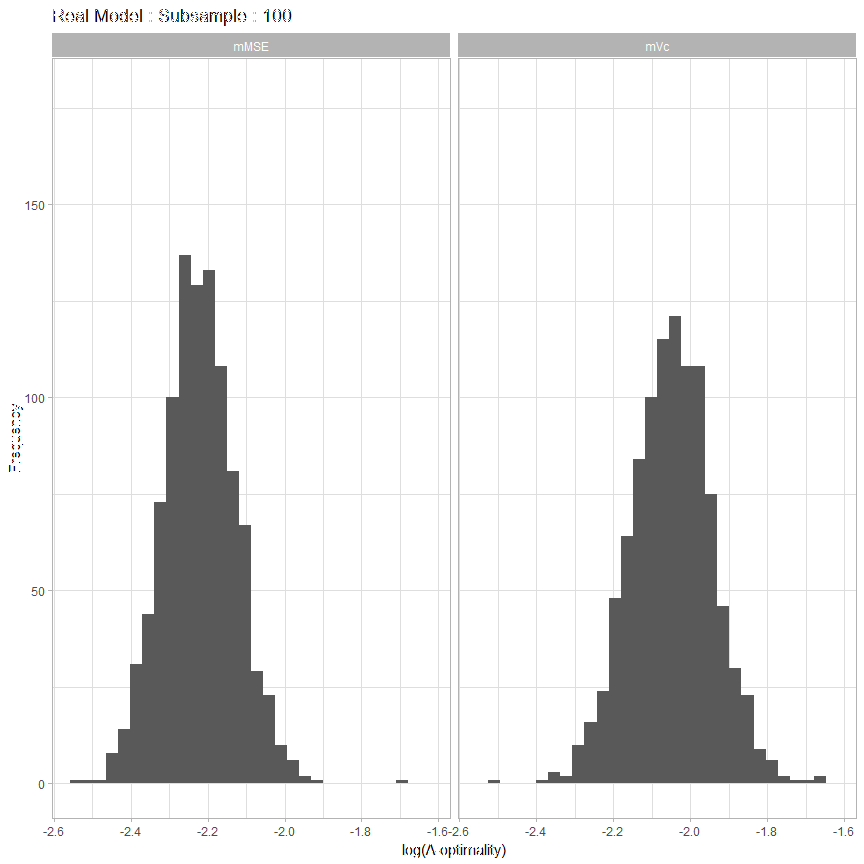 Real Model : Subsample : 100
mMSE mVc
150
100
50
0
Frequency
-2.6 -2.4 -2.2 -2.0 -1.8 -1.6 -2.6 -2.4 -2.2 -2.0 -1.8 -1.6
log(A-optimality)